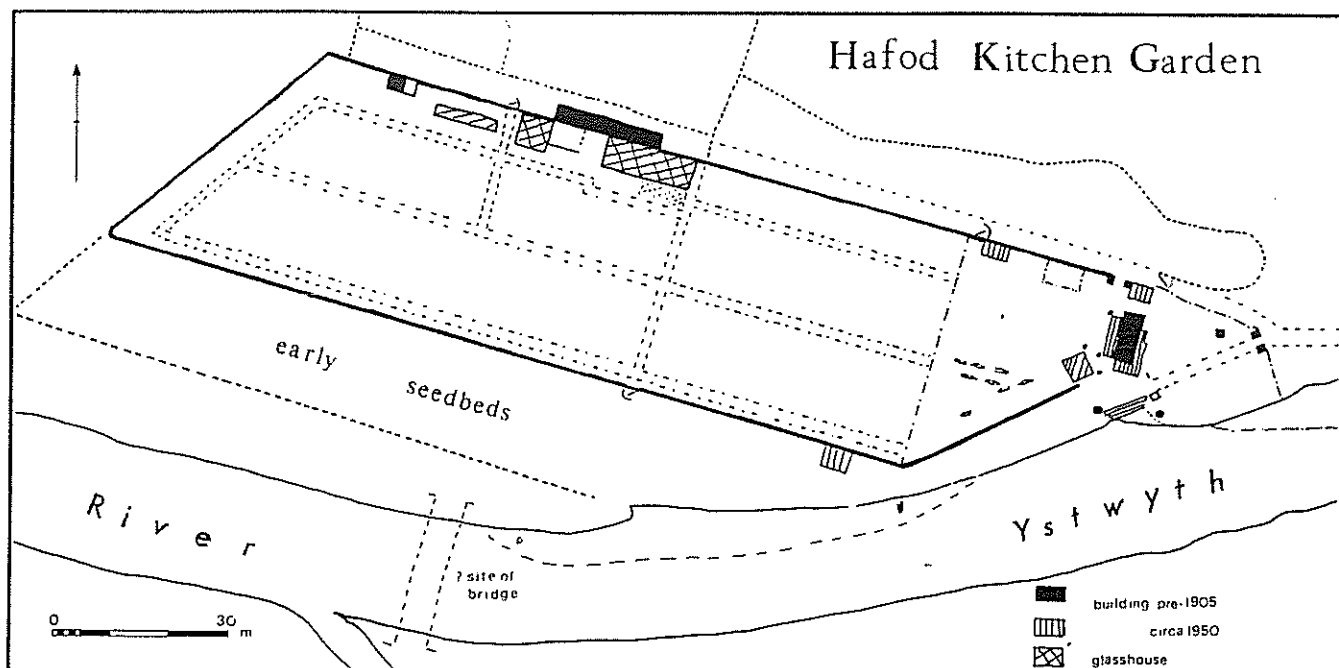 Hafod Kitchen Garden
early
seedbeds
River
Ystwyth
? site of
bridge
0 30
m
building pre-1905
circa 1950
glasshouse